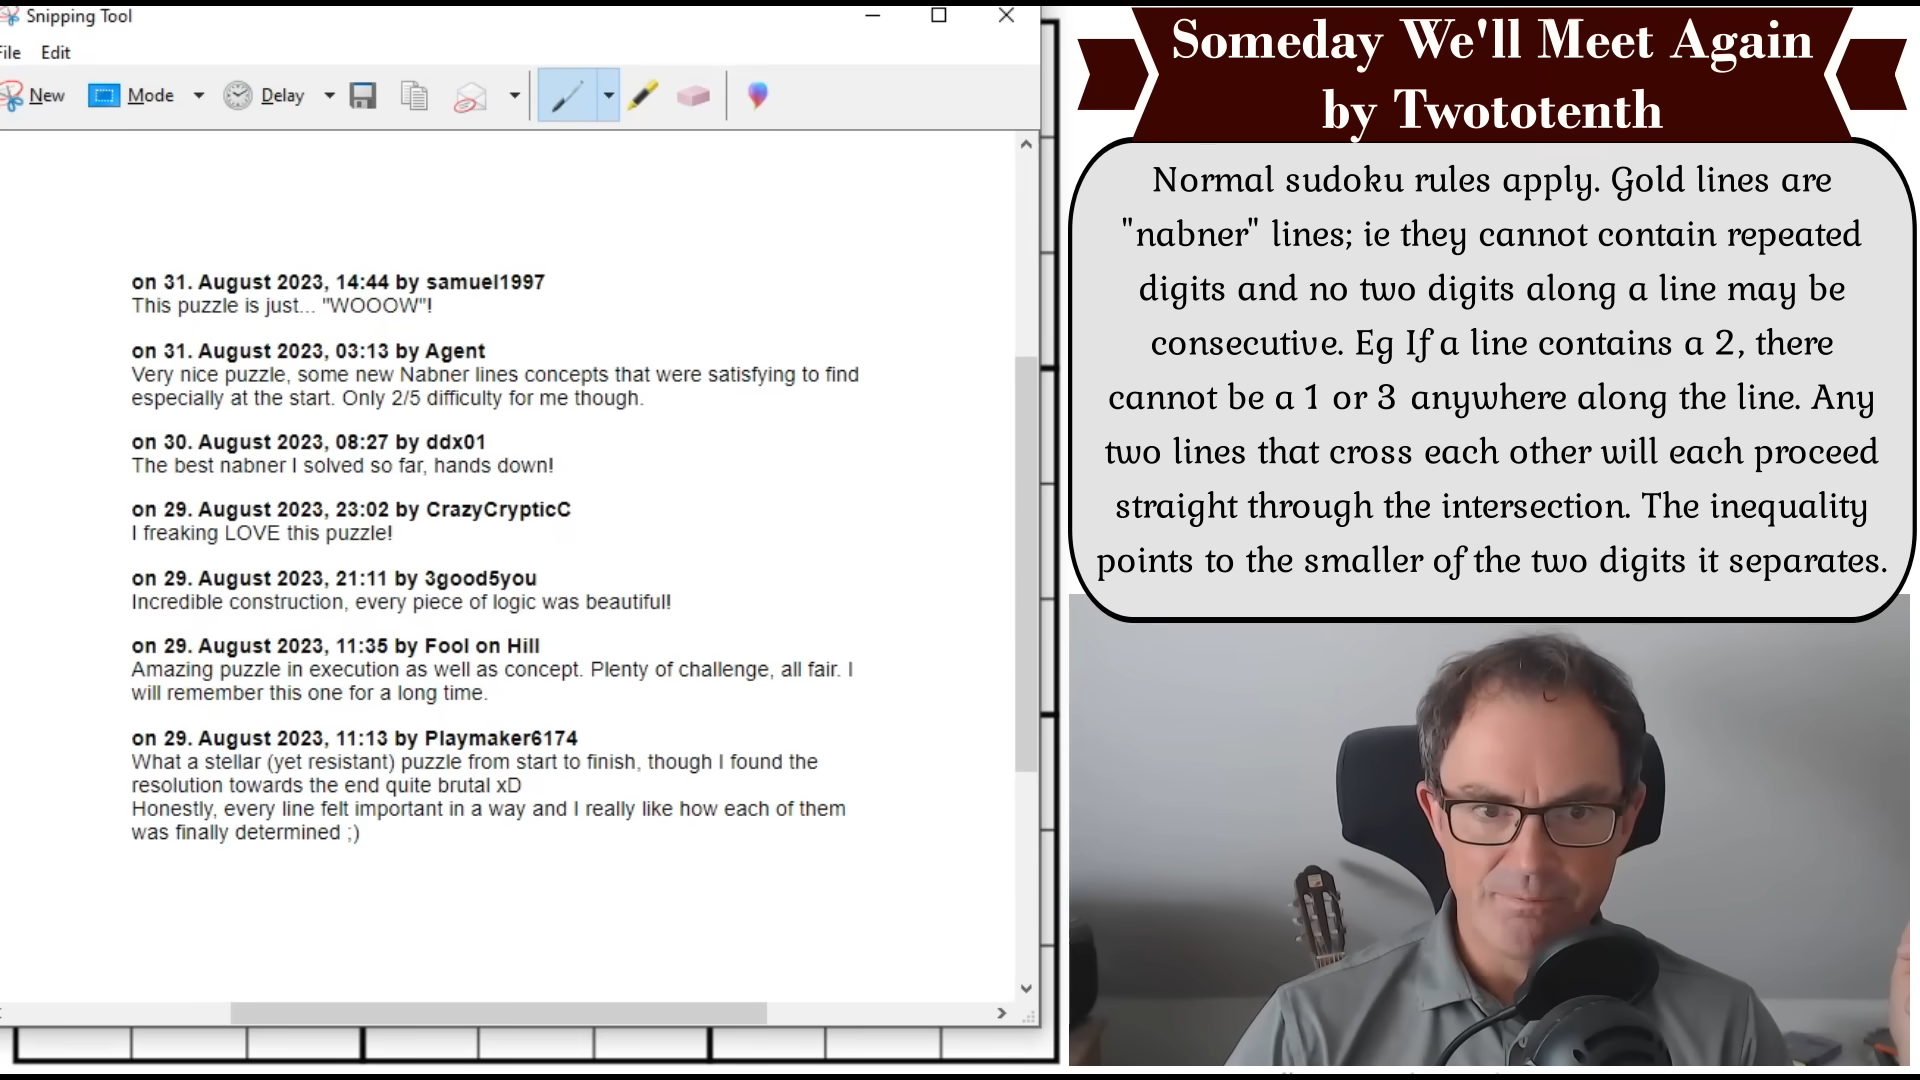 Snipping Tool
File Edit
New Mode Delay
on 31. August 2023, 14:44 by samuel1997
This puzzle is just... "WOOOW"!
on 31. August 2023, 03:13 by Agent
Very nice puzzle, some new Nabner lines concepts that were satisfying to find
especially at the start. Only 2/5 difficulty for me though.
on 30. August 2023, 08:27 by ddx01
The best nabner I solved so far, hands down!
on 29. August 2023, 23:02 by CrazyCrypticC
I freaking LOVE this puzzle!
on 29. August 2023, 21:11 by 3good5you
Incredible construction, every piece of logic was beautiful!
on 29. August 2023, 11:35 by Fool on Hill
Amazing puzzle in execution as well as concept. Plenty of challenge, all fair. I
will remember this one for a long time.
on 29. August 2023, 11:13 by Playmaker6174
What a stellar (yet resistant) puzzle from start to finish, though I found the
resolution towards the end quite brutal xD
Honestly, every line felt important in a way and I really like how each of them
was finally determined ;)
Someday We'll Meet Again
by Twototenth
Normal sudoku rules apply. Gold lines are
"nabner" lines; ie they cannot contain repeated
digits and no two digits along a line may be
consecutive. Eg If a line contains a 2, there
cannot be a 1 or 3 anywhere along the line. Any
two lines that cross each other will each proceed
straight through the intersection. The inequality
points to the smaller of the two digits it separates.